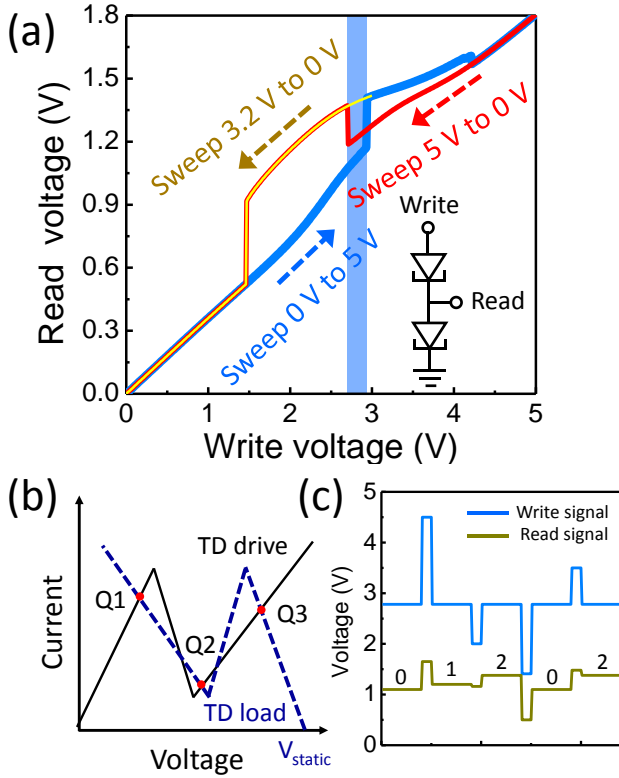 (a)
1.8
1.5
1.2
0.9
0.6
0.3
0.0
Read voltage (V)
Sweep 3.2 V to 0 V
Sweep 5 V to 0 V
Sweep 0 V to 5 V
Write
Read
0 1 2 3 4 5
Write voltage (V)
(b)
Current
TD drive
Q1
Q2
Q3
TD load
Voltage
V_static
(c)
5
4
3
2
1
0
Voltage (V)
Write signal
Read signal
0 1 2 0 2